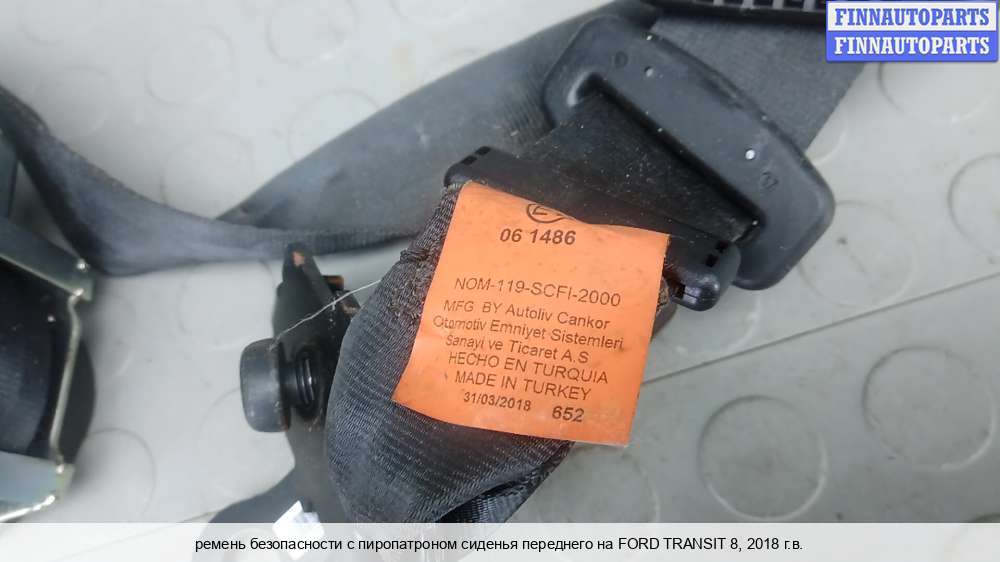 FINNAUTOPARTS
FINNAUTOPARTS
06 1486
NOM-119-SCFI-2000
MFG BY Autoliv Cankor
Otomotiv Emniyet Sistemleri
Sanayi ve Ticaret A.S
HECHO EN TURQUIA
MADE IN TURKEY
31/03/2018 652
ремень безопасности с пиропатроном сиденья переднего на FORD TRANSIT 8, 2018 г.в.